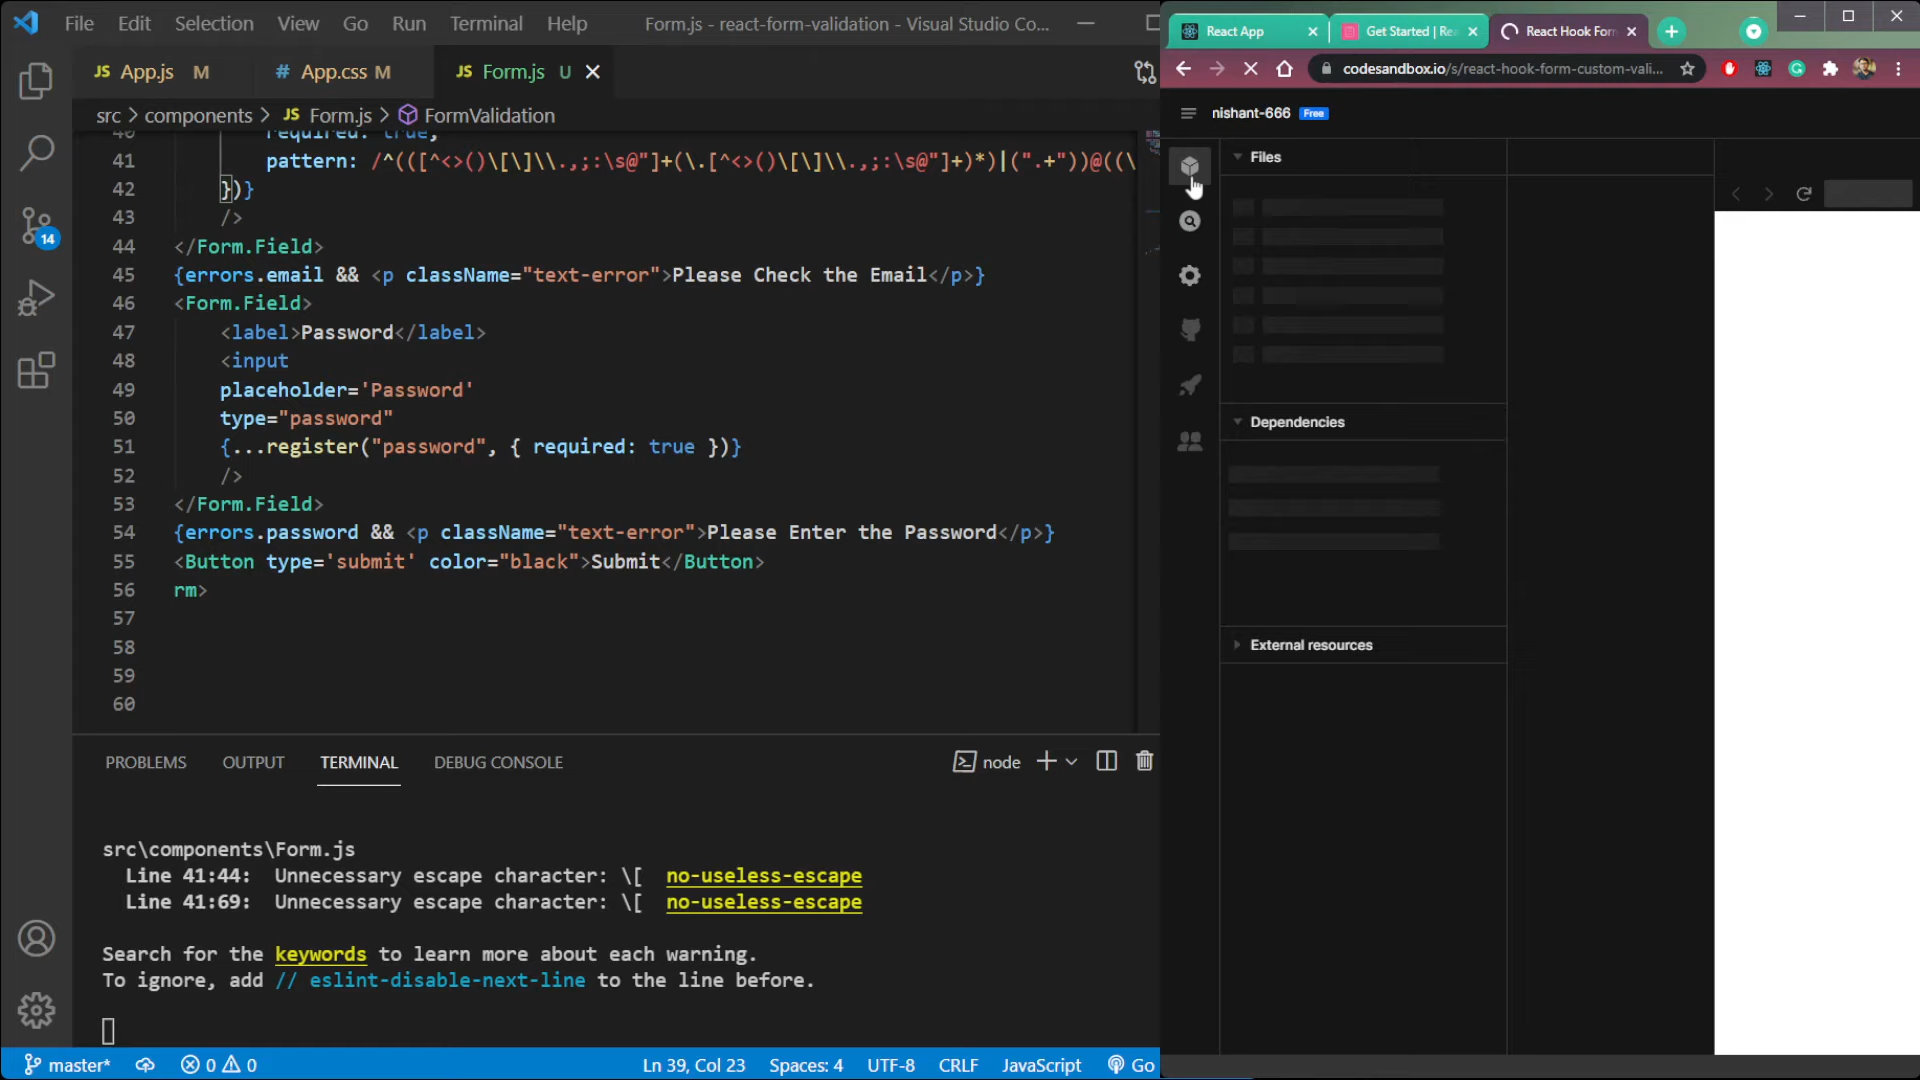 File Edit Selection View Go Run Terminal Help Form.js - react-form-validation - Visual Studio Co...
JS App.js M # App.css M JS Form.js U
src > components > JS Form.js > FormValidation
40 required: true,
41 pattern: /^(([^<>()\[\]\\.,;:\s@"]+(\.[^<>()\[\]\\.,;:\s@"]+)*)|(".+"))@((\
42 })}
43 />
44 </Form.Field>
45 {errors.email && <p className="text-error">Please Check the Email</p>}
46 <Form.Field>
47 <label>Password</label>
48 <input
49 placeholder='Password'
50 type="password"
51 {...register("password", { required: true })}
52 />
53 </Form.Field>
54 {errors.password && <p className="text-error">Please Enter the Password</p>}
55 <Button type='submit' color="black">Submit</Button>
56 rm>
57
58
59
60
14
PROBLEMS OUTPUT TERMINAL DEBUG CONSOLE node
src\components\Form.js
Line 41:44: Unnecessary escape character: \[ no-useless-escape
Line 41:69: Unnecessary escape character: \[ no-useless-escape
Search for the keywords to learn more about each warning.
To ignore, add // eslint-disable-next-line to the line before.
master* 0 0 Ln 39, Col 23 Spaces: 4 UTF-8 CRLF JavaScript Go
React App Get Started | Rea React Hook For
codesandbox.io/s/react-hook-form-custom-vali...
nishant-666 Free
Files
Dependencies
External resources